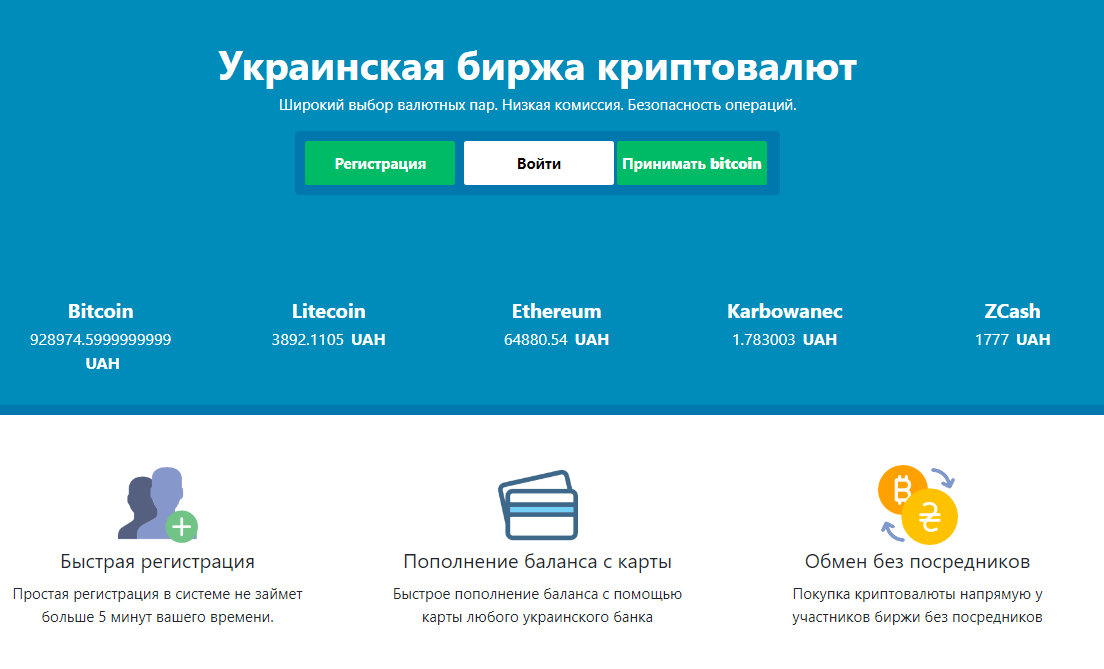 Украинская биржа криптовалют
Широкий выбор валютных пар. Низкая комиссия. Безопасность операций.
Регистрация
Войти
Принимать bitcoin
Bitcoin
928974.5999999999
UAH
Litecoin
3892.1105 UAH
Ethereum
64880.54 UAH
Karbowanec
1.783003 UAH
ZCash
1777 UAH
Быстрая регистрация
Простая регистрация в системе не займет
больше 5 минут вашего времени.
Пополнение баланса с карты
Быстрое пополнение баланса с помощью
карты любого украинского банка
Обмен без посредников
Покупка криптовалюты напрямую у
участников биржи без посредников